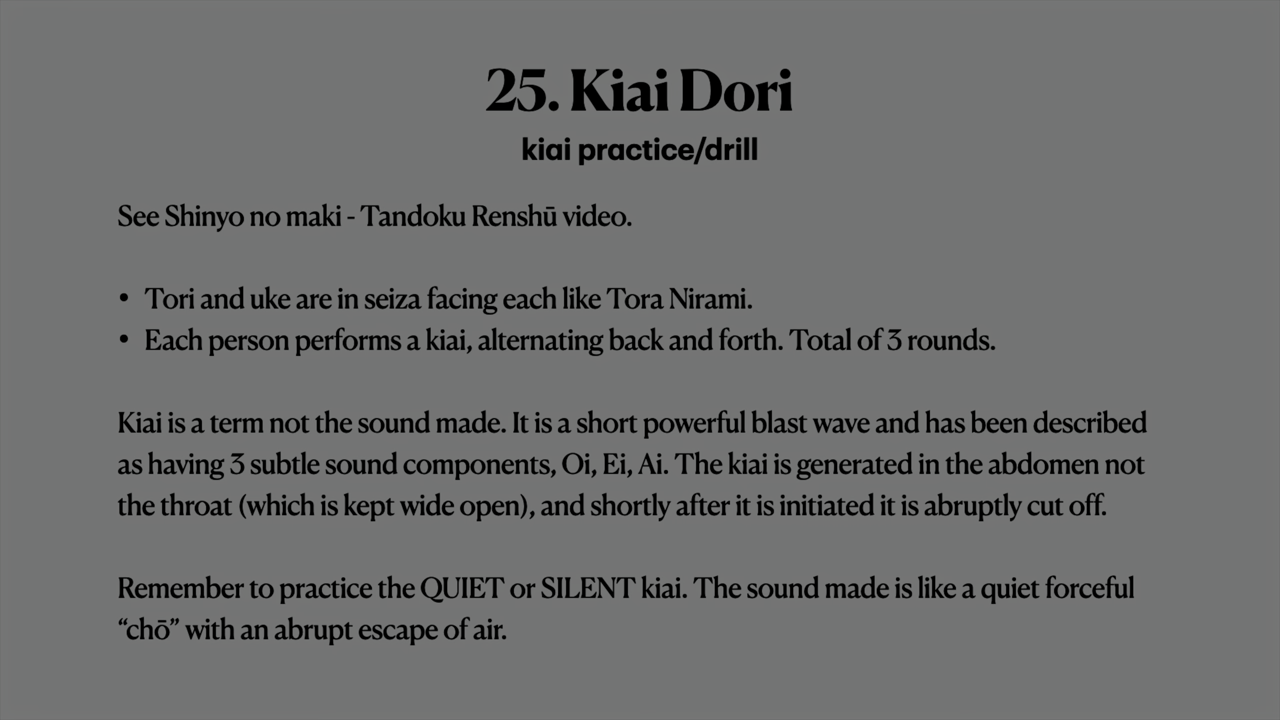 25. Kiai Dori
kiai practice/drill
See Shinyo no maki - Tandoku Renshū video.
• Tori and uke are in seiza facing each like Tora Nirami.
• Each person performs a kiai, alternating back and forth. Total of 3 rounds.
Kiai is a term not the sound made. It is a short powerful blast wave and has been described
as having 3 subtle sound components, Oi, Ei, Ai. The kiai is generated in the abdomen not
the throat (which is kept wide open), and shortly after it is initiated it is abruptly cut off.
Remember to practice the QUIET or SILENT kiai. The sound made is like a quiet forceful
“chō” with an abrupt escape of air.